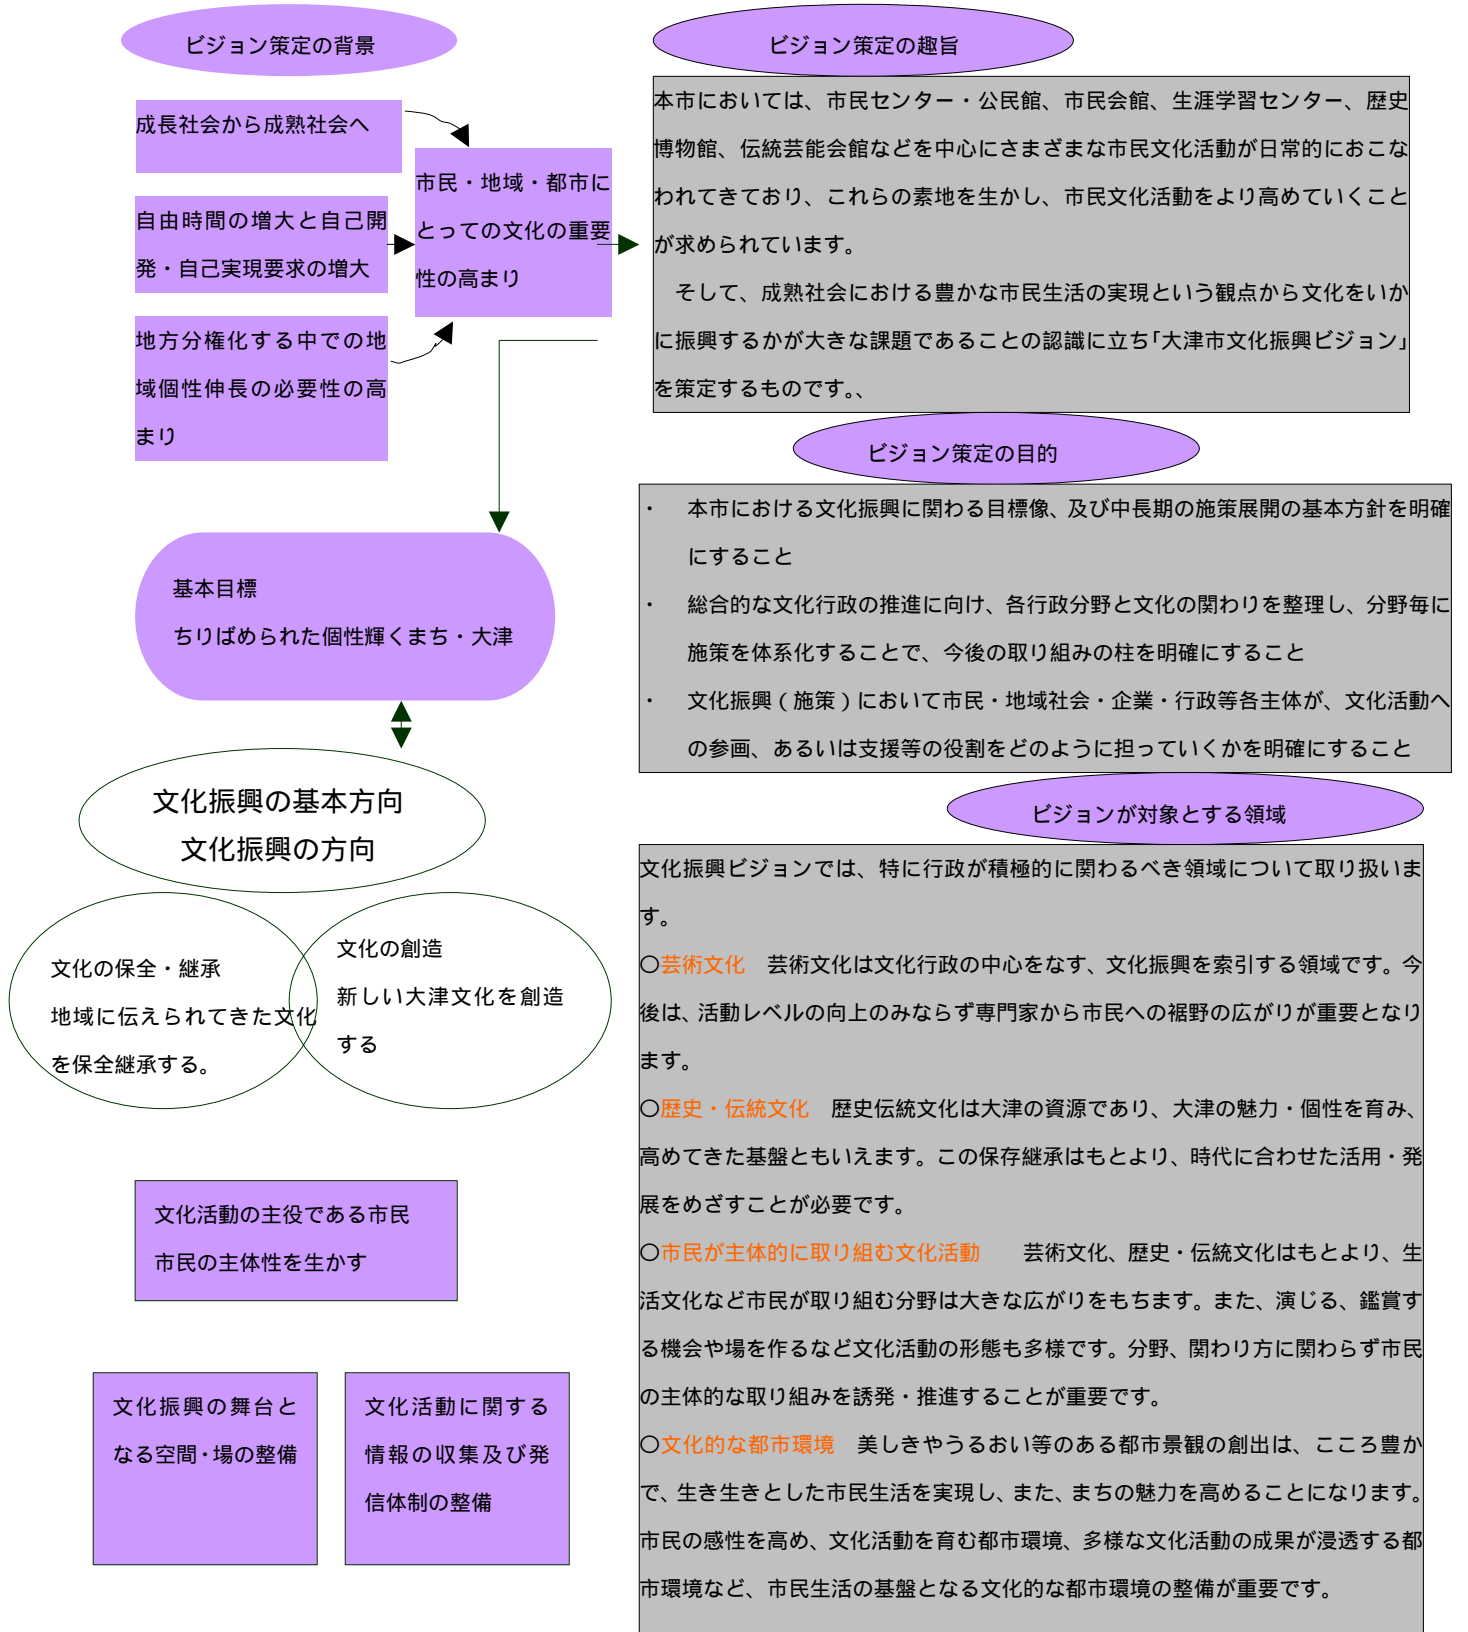 ビジョン策定の背景
成長社会から成熟社会へ
自由時間の増大と自己開
発・自己実現要求の増大
地方分権化する中での地
域個性伸長の必要性の高
まり
市民・地域・都市に
とっての文化の重要
性の高まり
基本目標
ちりばめられた個性輝くまち・大津
文化振興の基本方向
文化振興の方向
文化の保全・継承
地域に伝えられてきた文化
を保全継承する。
文化の創造
新しい大津文化を創造
する
文化活動の主役である市民
市民の主体性を生かす
文化振興の舞台と
なる空間・場の整備
文化活動に関する
情報の収集及び発
信体制の整備
ビジョン策定の趣旨
本市においては、市民センター・公民館、市民会館、生涯学習センター、歴史
博物館、伝統芸能会館などを中心にさまざまな市民文化活動が日常的におこな
われてきており、これらの素地を生かし、市民文化活動をより高めていくこと
が求められています。
　そして、成熟社会における豊かな市民生活の実現という観点から文化をいか
に振興するかが大きな課題であることの認識に立ち「大津市文化振興ビジョン」
を策定するものです。、
ビジョン策定の目的
・　本市における文化振興に関わる目標像、及び中長期の施策展開の基本方針を明確
にすること
・　総合的な文化行政の推進に向け、各行政分野と文化の関わりを整理し、分野毎に
施策を体系化することで、今後の取り組みの柱を明確にすること
・　文化振興（施策）において市民・地域社会・企業・行政等各主体が、文化活動へ
の参画、あるいは支援等の役割をどのように担っていくかを明確にすること
ビジョンが対象とする領域
文化振興ビジョンでは、特に行政が積極的に関わるべき領域について取り扱いま
す。
○芸術文化　芸術文化は文化行政の中心をなす、文化振興を索引する領域です。今
後は、活動レベルの向上のみならず専門家から市民への裾野の広がりが重要となり
ます。
○歴史・伝統文化　歴史伝統文化は大津の資源であり、大津の魅力・個性を育み、
高めてきた基盤ともいえます。この保存継承はもとより、時代に合わせた活用・発
展をめざすことが必要です。
○市民が主体的に取り組む文化活動　　芸術文化、歴史・伝統文化はもとより、生
活文化など市民が取り組む分野は大きな広がりをもちます。また、演じる、鑑賞す
る機会や場を作るなど文化活動の形態も多様です。分野、関わり方に関わらず市民
の主体的な取り組みを誘発・推進することが重要です。
○文化的な都市環境　美しきやうるおい等のある都市景観の創出は、こころ豊か
で、生き生きとした市民生活を実現し、また、まちの魅力を高めることになります。
市民の感性を高め、文化活動を育む都市環境、多様な文化活動の成果が浸透する都
市環境など、市民生活の基盤となる文化的な都市環境の整備が重要です。